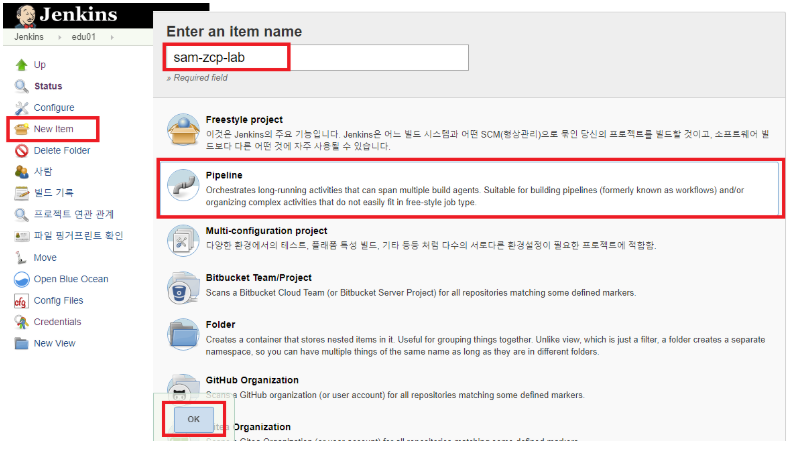 Jenkins
Jenkins edu01
Up
Status
Configure
New Item
Delete Folder
사람
빌드 기록
프로젝트 연관 관계
파일 핑거프린트 확인
Move
Open Blue Ocean
cfg
Config Files
Credentials
New View
Enter an item name
sam-zcp-lab
» Required field
Freestyle project
이것은 Jenkins의 주요 기능입니다. Jenkins은 어느 빌드 시스템과 어떤 SCM(형상관리)으로 묶인 당신의 프로젝트를 빌드할 것이고, 소프트웨어 빌
드보다 다른 어떤 것에 자주 사용될 수 있습니다.
Pipeline
Orchestrates long-running activities that can span multiple build agents. Suitable for building pipelines (formerly known as workflows) and/or
organizing complex activities that do not easily fit in free-style job type.
Multi-configuration project
다양한 환경에서의 테스트, 플래폼 특성 빌드, 기타 등등 처럼 다수의 서로다른 환경설정이 필요한 프로젝트에 적합함.
Bitbucket Team/Project
Scans a Bitbucket Cloud Team (or Bitbucket Server Project) for all repositories matching some defined markers.
Folder
Creates a container that stores nested items in it. Useful for grouping things together. Unlike view, which is just a filter, a folder creates a separate
namespace, so you can have multiple things of the same name as long as they are in different folders.
GitHub Organization
Scans a GitHub organization (or user account) for all repositories matching some defined markers.
OK
Organization